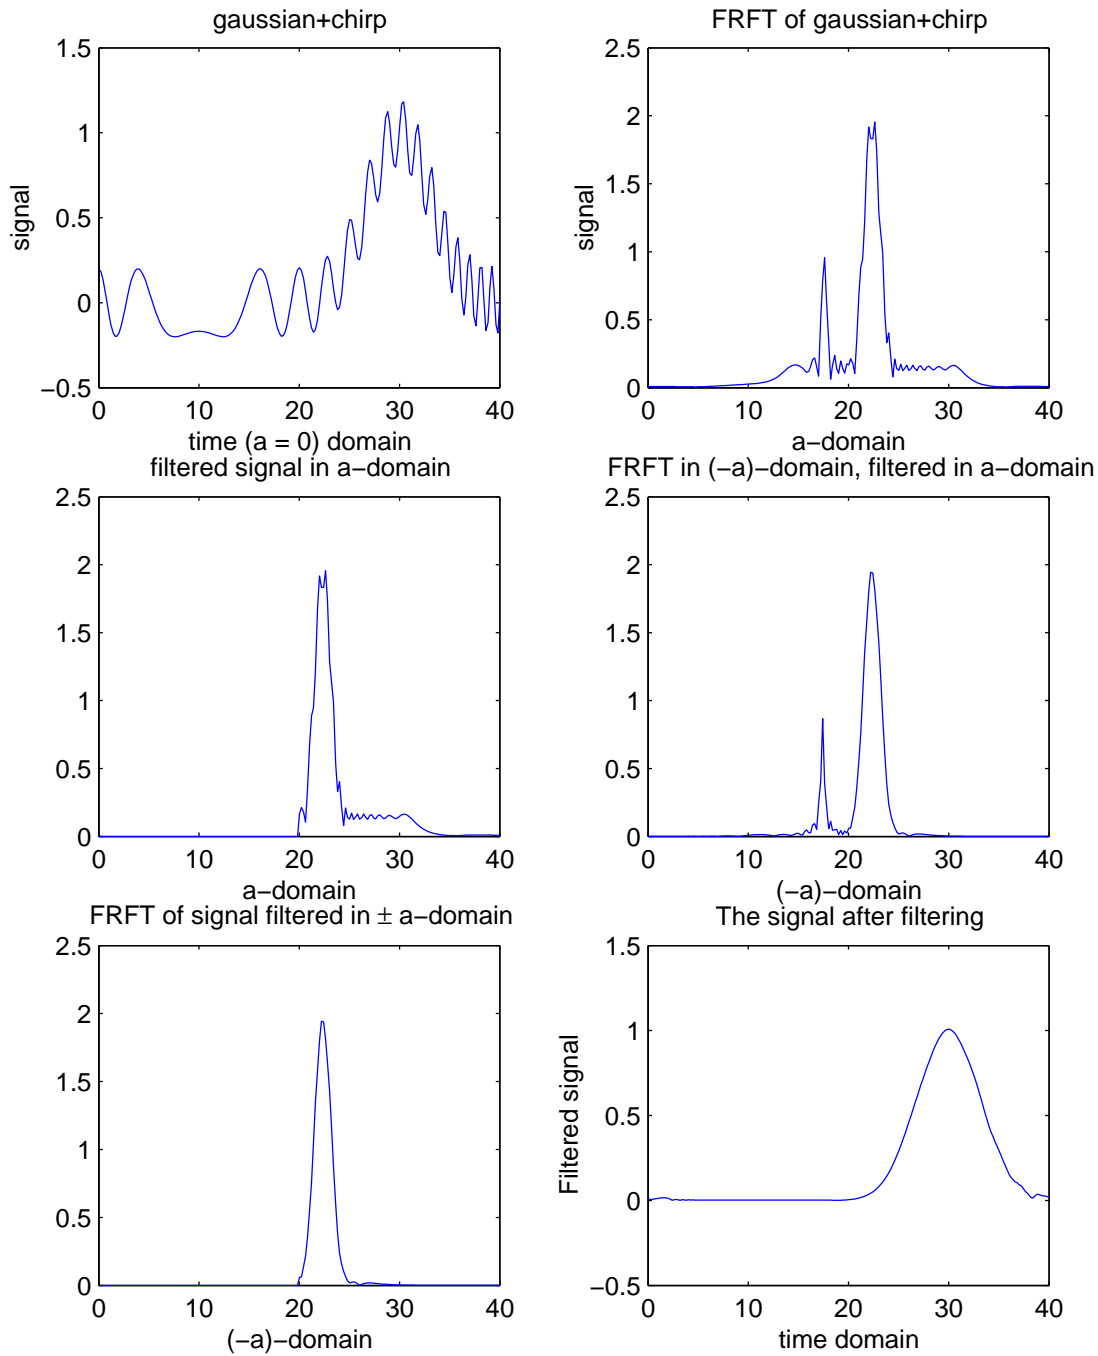 gaussian+chirp
1.5
1
0.5
0
−0.5
signal
0 10 20 30 40
time (a = 0) domain
FRFT of gaussian+chirp
2.5
2
1.5
1
0.5
0
signal
0 10 20 30 40
a−domain
filtered signal in a−domain
2.5
2
1.5
1
0.5
0
0 10 20 30 40
a−domain
FRFT in (−a)−domain, filtered in a−domain
2.5
2
1.5
1
0.5
0
0 10 20 30 40
(−a)−domain
FRFT of signal filtered in ± a−domain
2.5
2
1.5
1
0.5
0
0 10 20 30 40
(−a)−domain
The signal after filtering
1.5
1
0.5
0
−0.5
Filtered signal
0 10 20 30 40
time domain